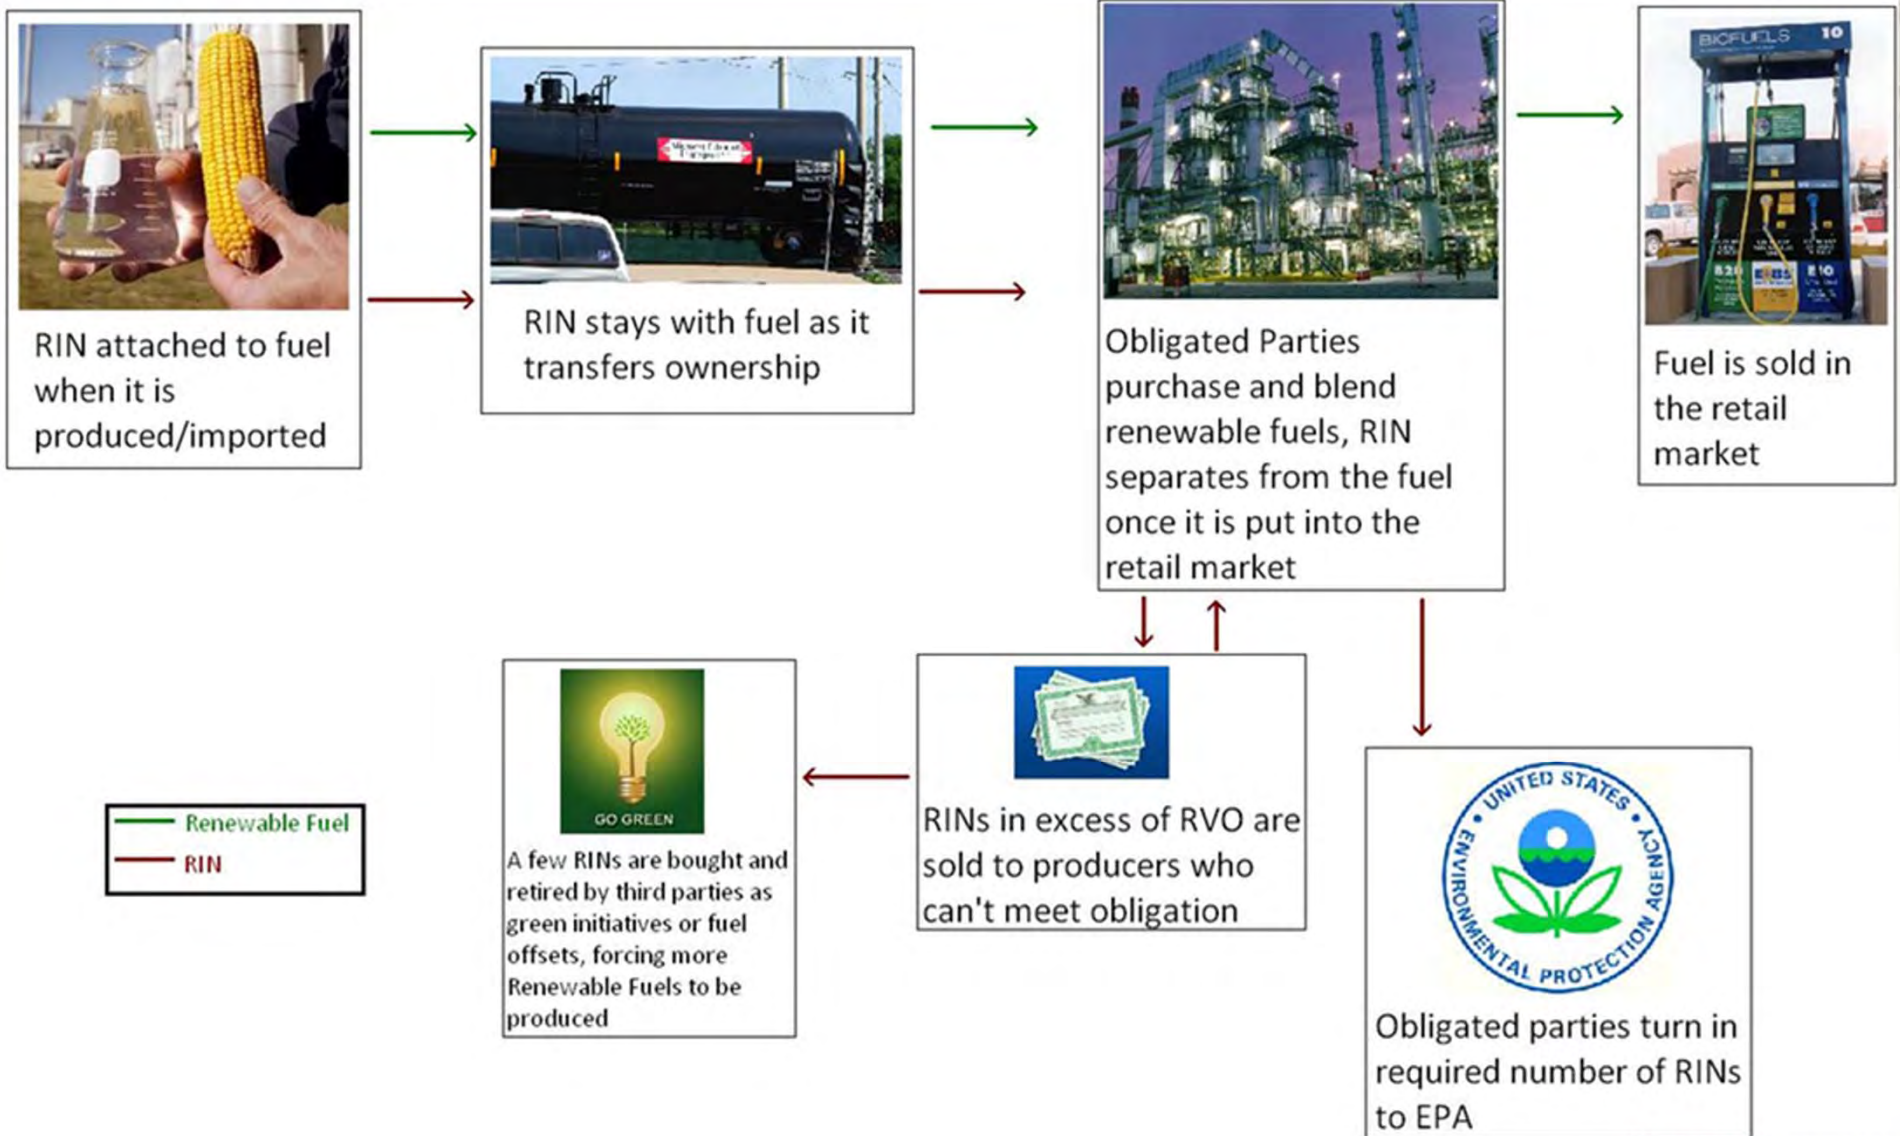 BIOFUELS 10
B20
E-85
E10
RIN attached to fuel
when it is
produced/imported
RIN stays with fuel as it
transfers ownership
Obligated Parties
purchase and blend
renewable fuels, RIN
separates from the fuel
once it is put into the
retail market
Fuel is sold in
the retail
market
GO GREEN
A few RINs are bought and
retired by third parties as
green initiatives or fuel
offsets, forcing more
Renewable Fuels to be
produced
RINs in excess of RVO are
sold to producers who
can't meet obligation
UNITED STATES
ENVIRONMENTAL PROTECTION AGENCY
Obligated parties turn in
required number of RINs
to EPA
Renewable Fuel
RIN